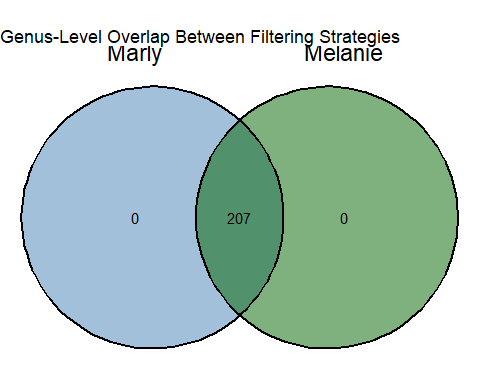 Genus-Level Overlap Between Filtering Strategies
Marly Melanie
0 207 0